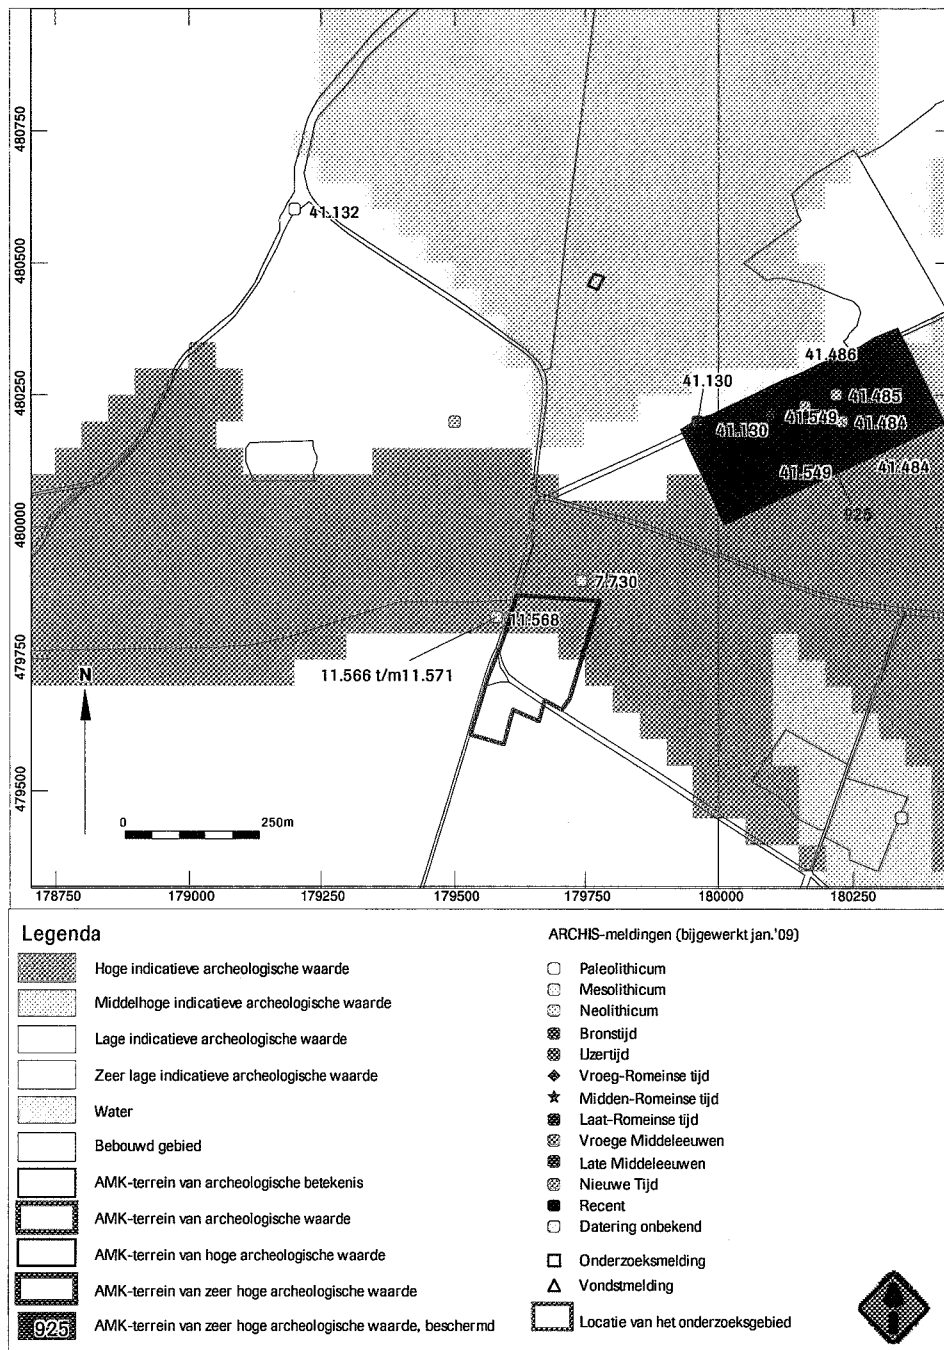 480750
41.132
480500
41.486
41.130
41.485
480250
41.549
41.484
41.130
41.549
41.484
925
480000
7.730
11.568
479750
11.566 t/m11.571
N
479500
0
250m
178750
179000
179250
179500
179750
180000
180250
Legenda
Hoge indicatieve archeologische waarde
Middelhoge indicatieve archeologische waarde
Lage indicatieve archeologische waarde
Zeer lage indicatieve archeologische waarde
Water
Bebouwd gebied
AMK-terrein van archeologische betekenis
AMK-terrein van archeologische waarde
AMK-terrein van hoge archeologische waarde
AMK-terrein van zeer hoge archeologische waarde
925
AMK-terrein van zeer hoge archeologische waarde, beschermd
ARCHIS-meldingen (bijgewerkt jan.'09)
Paleolithicum
Mesolithicum
Neolithicum
Bronstijd
IJzertijd
Vroeg-Romeinse tijd
Midden-Romeinse tijd
Laat-Romeinse tijd
Vroege Middeleeuwen
Late Middeleeuwen
Nieuwe Tijd
Recent
Datering onbekend
Onderzoeksmelding
Vondstmelding
Locatie van het onderzoeksgebied